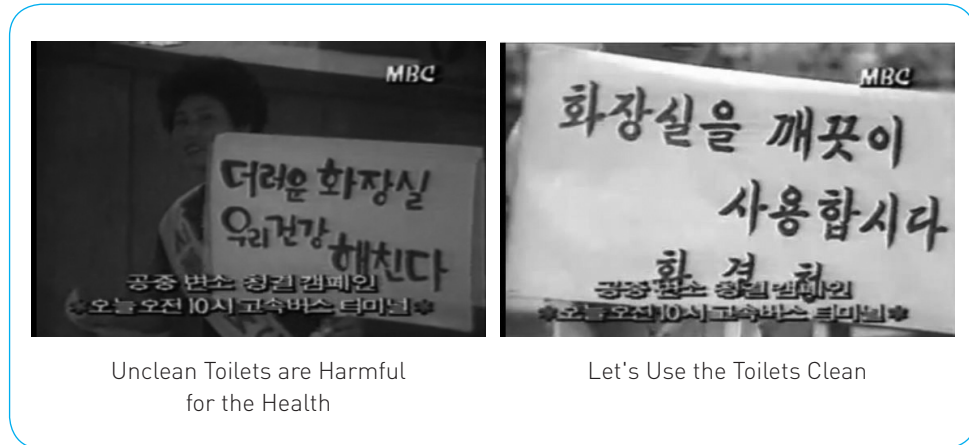 MBC
더러운 화장실
우리건강
해친다
공중 변소 청결 캠페인
*오늘 오전 10시 고속버스 터미널*
Unclean Toilets are Harmful
for the Health
MBC
화장실을 깨끗이
사용합시다
환경처
공중 변소 청결 캠페인
*오늘 오전 10시 고속버스 터미널*
Let's Use the Toilets Clean